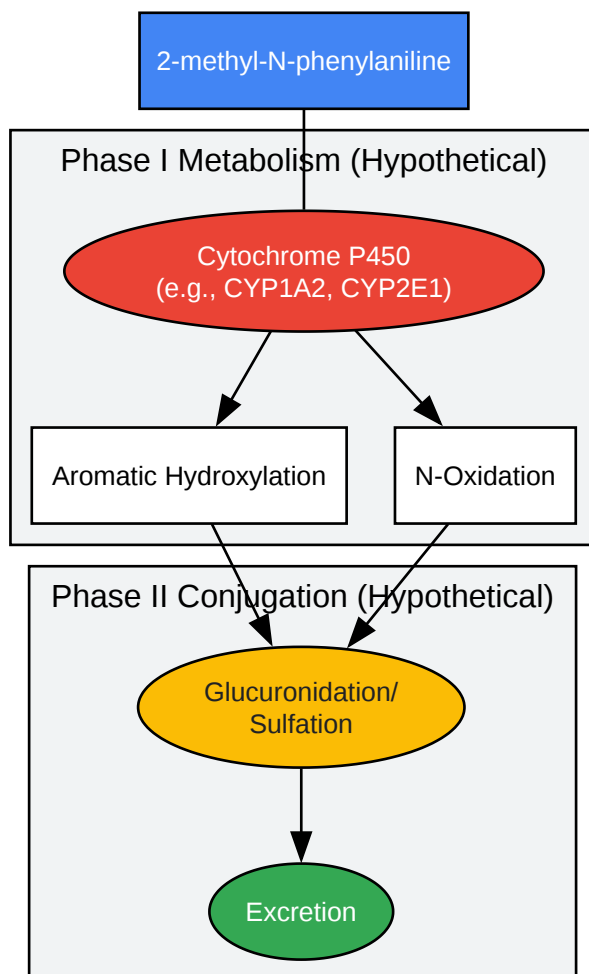 2-methyl-N-phenylaniline
Phase I Metabolism (Hypothetical)
Cytochrome P450
(e.g., CYP1A2, CYP2E1)
Aromatic Hydroxylation
N-Oxidation
Phase II Conjugation (Hypothetical)
Glucuronidation/
Sulfation
Excretion